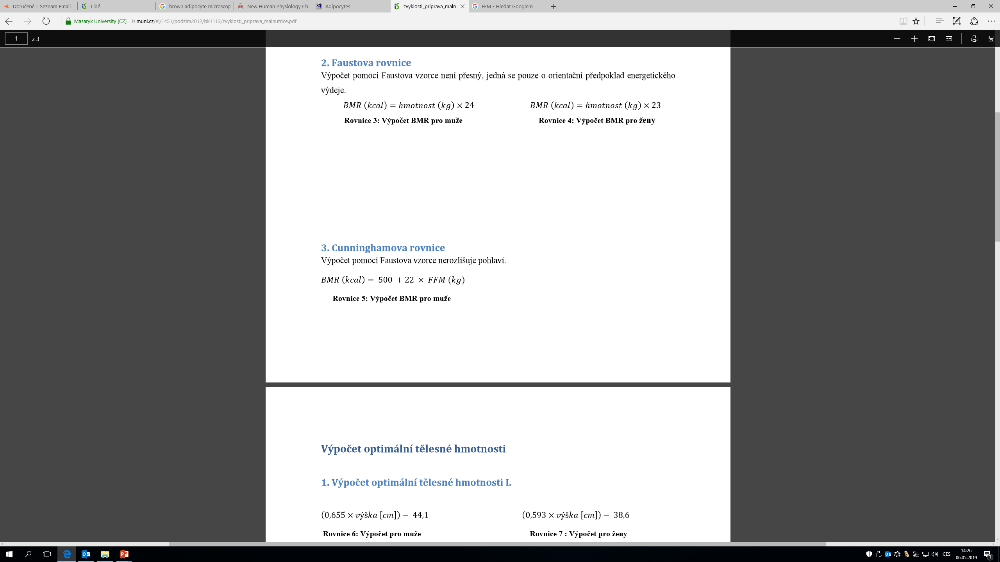 Doručené – Seznam Email
Lidé
brown adipocyte microscop
New Human Physiology Ch
Adipocytes
zvyklosti_priprava_maln
FFM - Hledat Googlem
Masaryk University [CZ] is.muni.cz/el/1451/podzim2012/bk1113/zvyklosti_priprava_malnutrice.pdf
1 z 3
2. Faustova rovnice
Výpočet pomocí Faustova vzorce není přesný, jedná se pouze o orientační předpoklad energetického
výdeje.
BMR (kcal) = hmotnost (kg) × 24 BMR (kcal) = hmotnost (kg) × 23
Rovnice 3: Výpočet BMR pro muže Rovnice 4: Výpočet BMR pro ženy
3. Cunninghamova rovnice
Výpočet pomocí Faustova vzorce nerozlišuje pohlaví.
BMR (kcal) = 500 + 22 × FFM (kg)
Rovnice 5: Výpočet BMR pro muže
Výpočet optimální tělesné hmotnosti
1. Výpočet optimální tělesné hmotnosti I.
(0,655 × výška [cm]) − 44,1 (0,593 × výška [cm]) − 38,6
Rovnice 6: Výpočet pro muže Rovnice 7 : Výpočet pro ženy
CES
14:26
06.05.2019
1